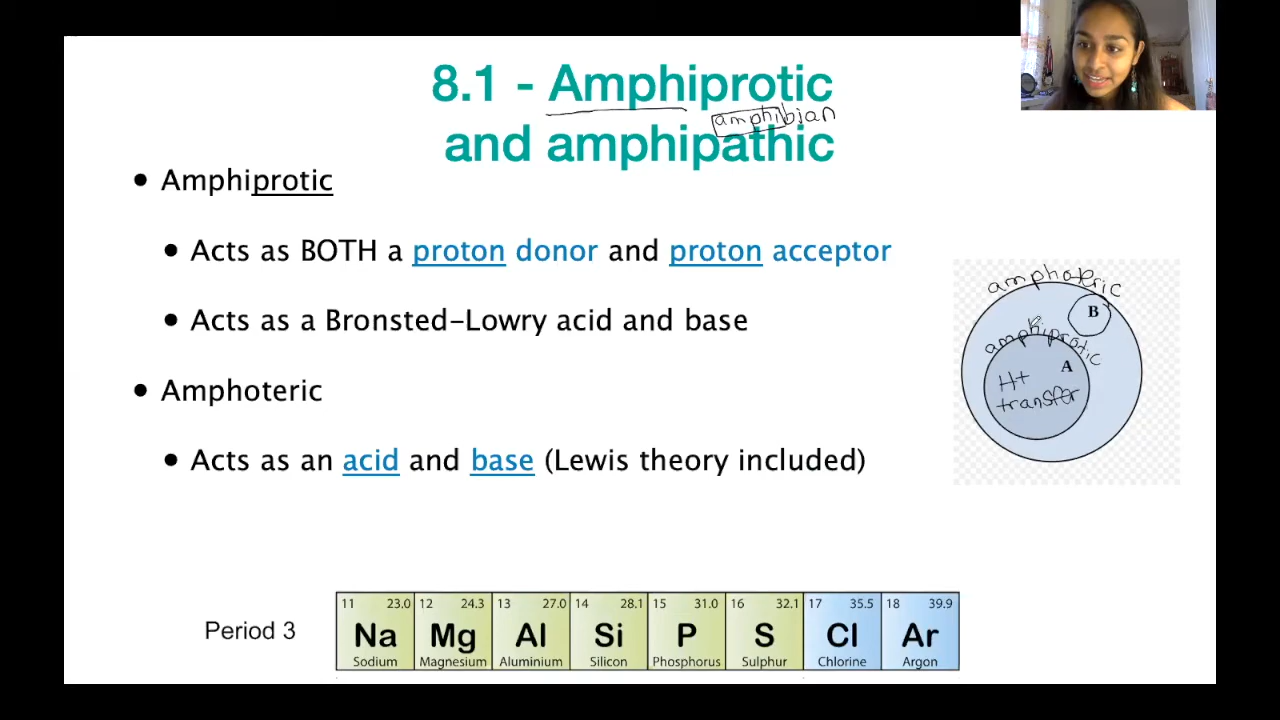 8.1 - Amphiprotic
amphibian
and amphipathic
• Amphiprotic
• Acts as BOTH a proton donor and proton acceptor
• Acts as a Bronsted-Lowry acid and base
• Amphoteric
• Acts as an acid and base (Lewis theory included)
amphoteric
B
amphiprotic
A
H+
transfer
Period 3
11 23.0 12 24.3 13 27.0 14 28.1 15 31.0 16 32.1 17 35.5 18 39.9
Na Mg Al Si P S Cl Ar
Sodium Magnesium Aluminium Silicon Phosphorus Sulphur Chlorine Argon